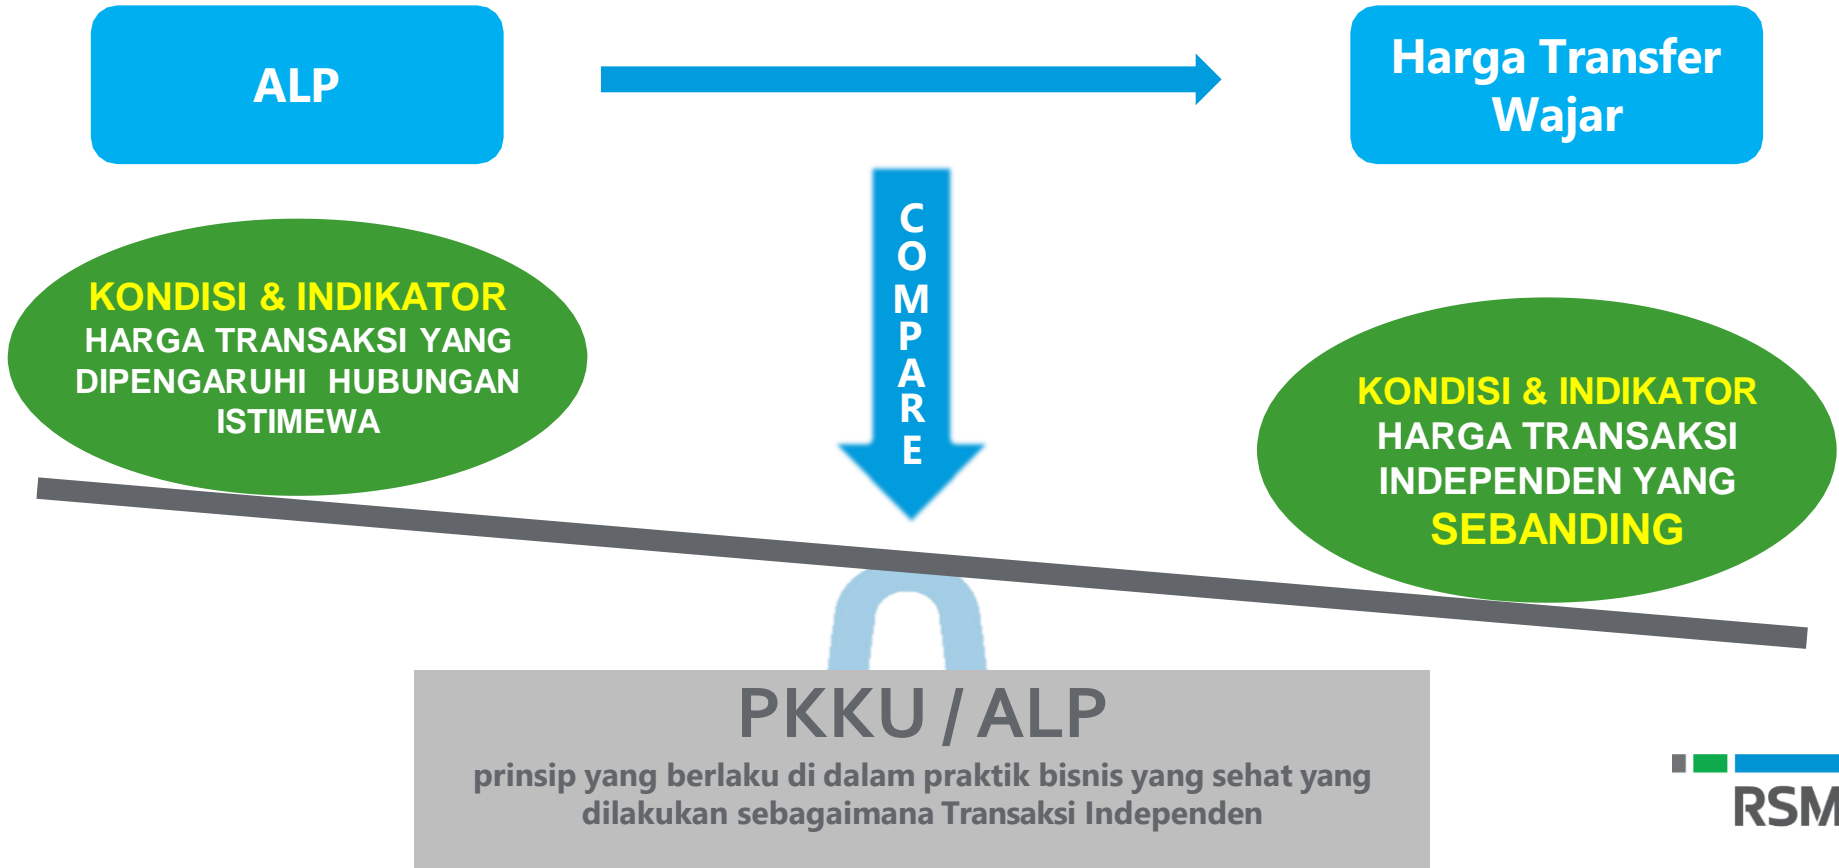 ALP
Harga Transfer
Wajar
COMPARE
KONDISI & INDIKATOR
HARGA TRANSAKSI YANG
DIPENGARUHI HUBUNGAN
ISTIMEWA
KONDISI & INDIKATOR
HARGA TRANSAKSI
INDEPENDEN YANG
SEBANDING
PKKU / ALP
prinsip yang berlaku di dalam praktik bisnis yang sehat yang
dilakukan sebagaimana Transaksi Independen
RSM